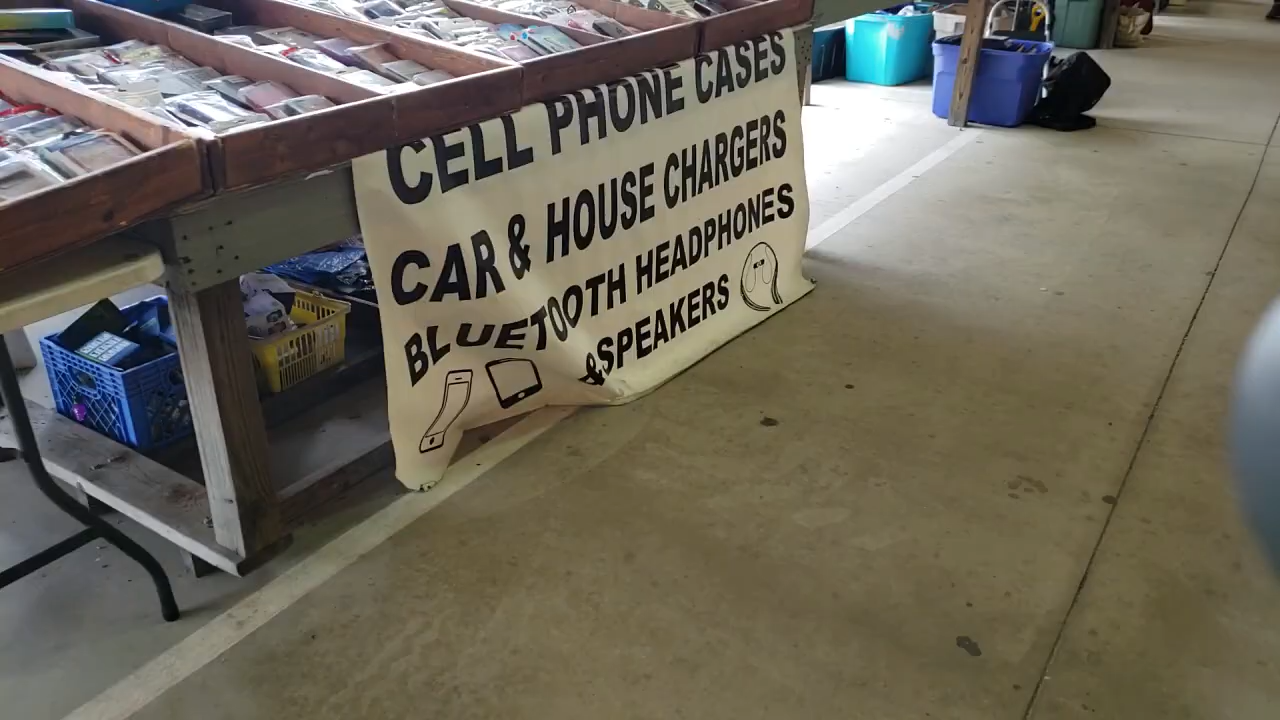 CELL PHONE CASES
CAR & HOUSE CHARGERS
BLUETOOTH HEADPHONES
&SPEAKERS